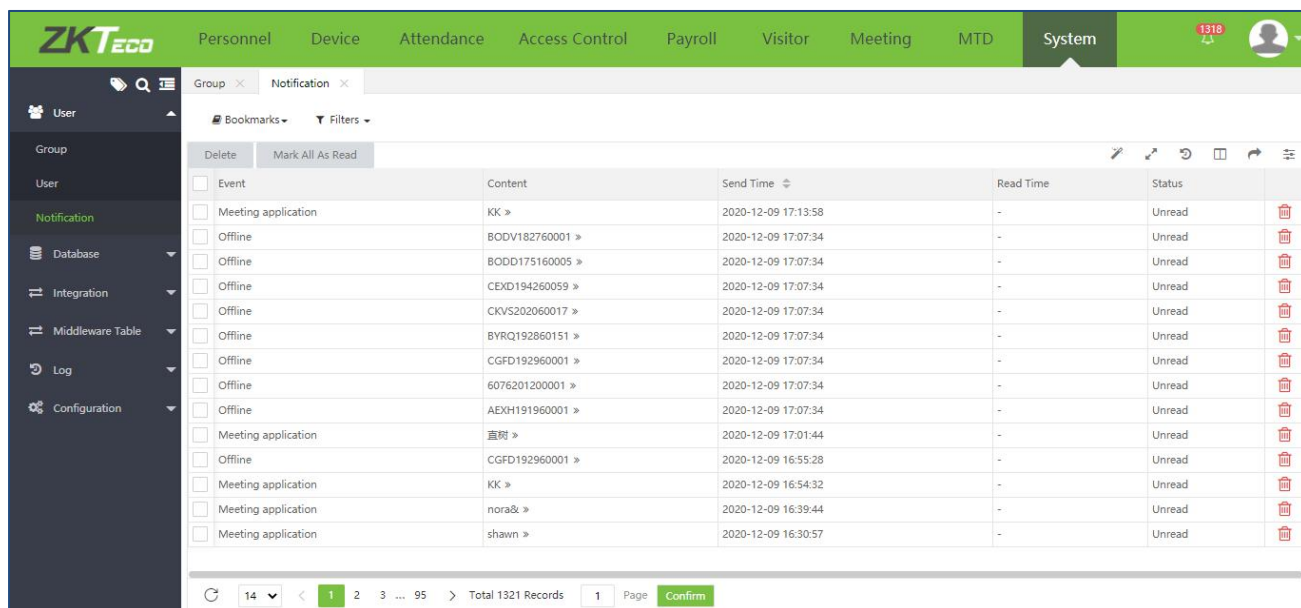 ZKTECO Personnel Device Attendance Access Control Payroll Visitor Meeting MTD System 1318
Group × Notification ×
User
Bookmarks Filters
Group
Delete Mark All As Read
User
Event Content Send Time Read Time Status
Notification
Meeting application KK » 2020-12-09 17:13:58 - Unread
Offline BODV182760001 » 2020-12-09 17:07:34 - Unread
Database
Offline BODD175160005 » 2020-12-09 17:07:34 - Unread
Integration
Offline CEXD194260059 » 2020-12-09 17:07:34 - Unread
Offline CKVS202060017 » 2020-12-09 17:07:34 - Unread
Middleware Table
Offline BYRQ192860151 » 2020-12-09 17:07:34 - Unread
Offline CGFD192960001 » 2020-12-09 17:07:34 - Unread
Log
Offline 6076201200001 » 2020-12-09 17:07:34 - Unread
Configuration
Offline AEXH191960001 » 2020-12-09 17:07:34 - Unread
Meeting application 直树 » 2020-12-09 17:01:44 - Unread
Offline CGFD192960001 » 2020-12-09 16:55:28 - Unread
Meeting application KK » 2020-12-09 16:54:32 - Unread
Meeting application nora& » 2020-12-09 16:39:44 - Unread
Meeting application shawn » 2020-12-09 16:30:57 - Unread
14 < 1 2 3 ... 95 > Total 1321 Records 1 Page Confirm